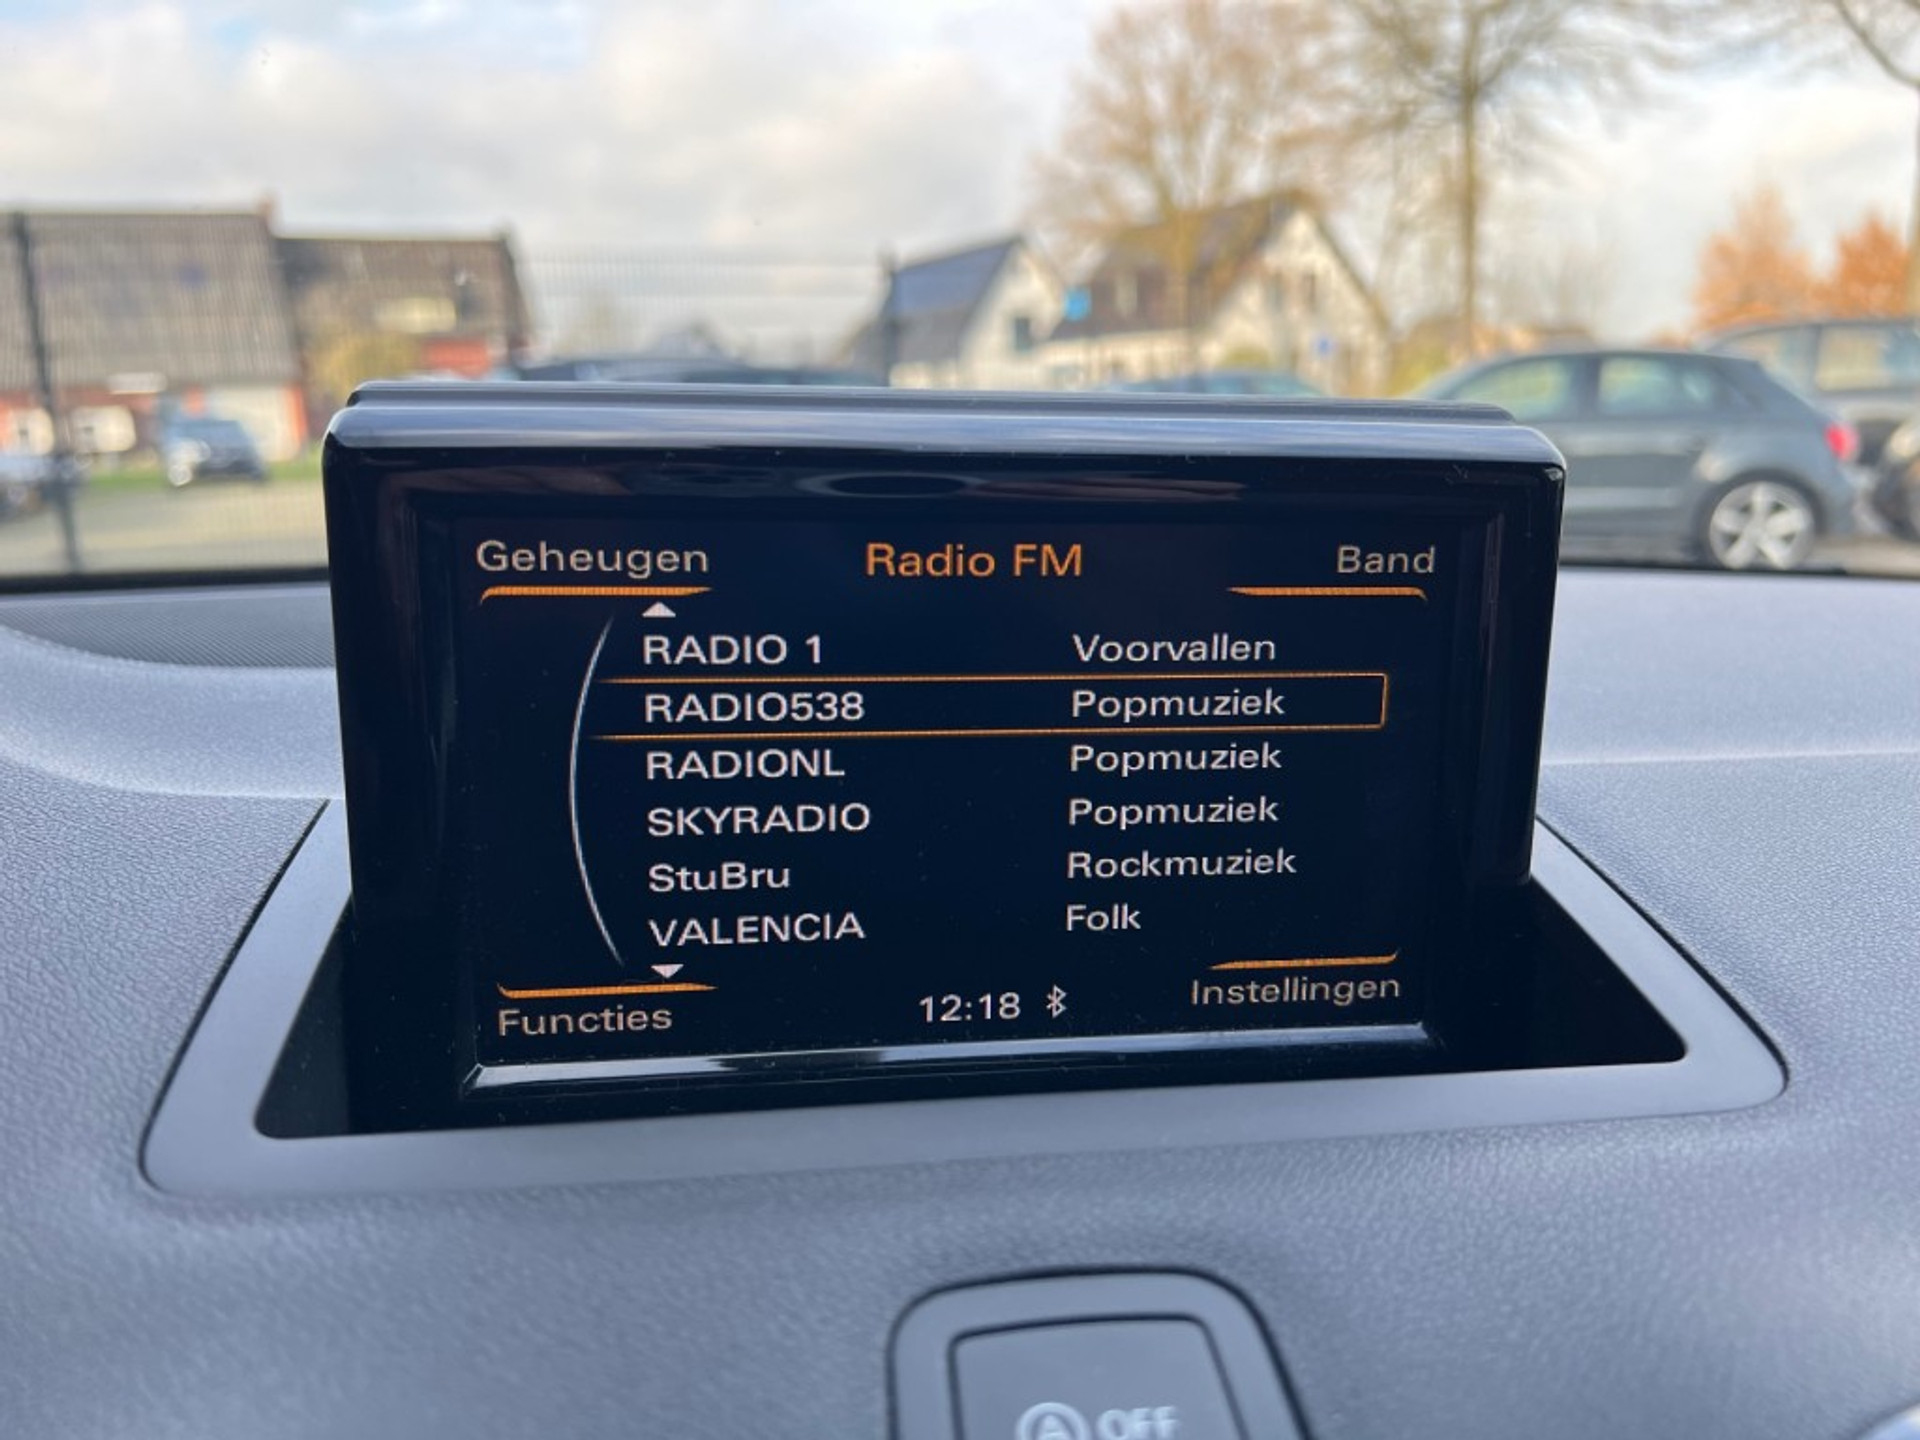 Geheugen Radio FM Band
RADIO 1 Voorvallen
RADIO538 Popmuziek
RADIONL Popmuziek
SKYRADIO Popmuziek
StuBru Rockmuziek
VALENCIA Folk
Functies 12:18 Instellingen
A OFF